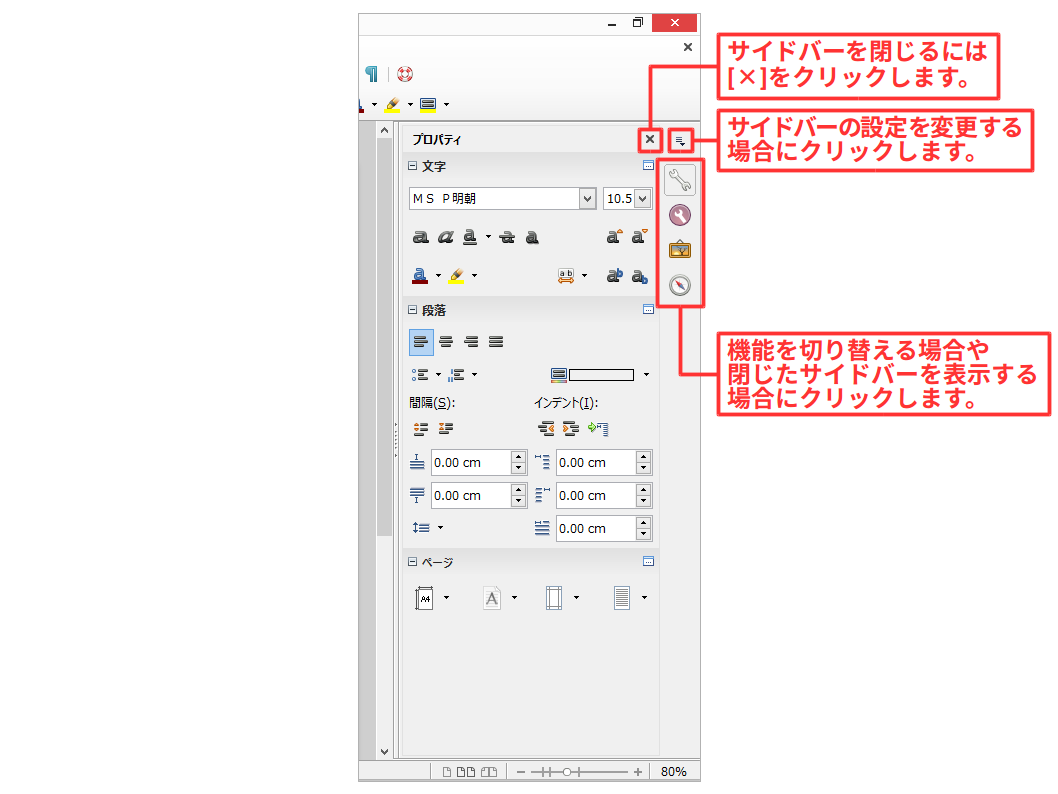 サイドバーを閉じるには
[×]をクリックします。
サイドバーの設定を変更する
場合にクリックします。
プロパティ
文字
ＭＳ Ｐ明朝
10.5
段落
間隔(S):
インデント(I):
0.00 cm
0.00 cm
0.00 cm
0.00 cm
0.00 cm
機能を切り替える場合や
閉じたサイドバーを表示する
場合にクリックします。
ページ
A4
A
80%